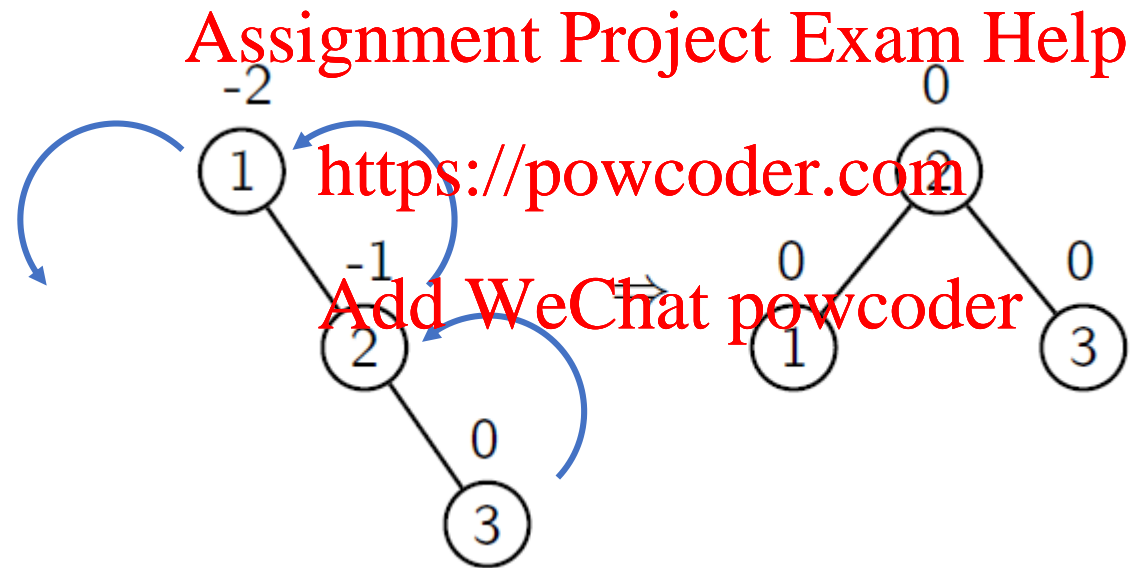 Assignment Project Exam Help
-2 0
1 https://powcoder.com 2
-1 0 0
Add WeChat powcoder
⇒
2 1 3
0
3